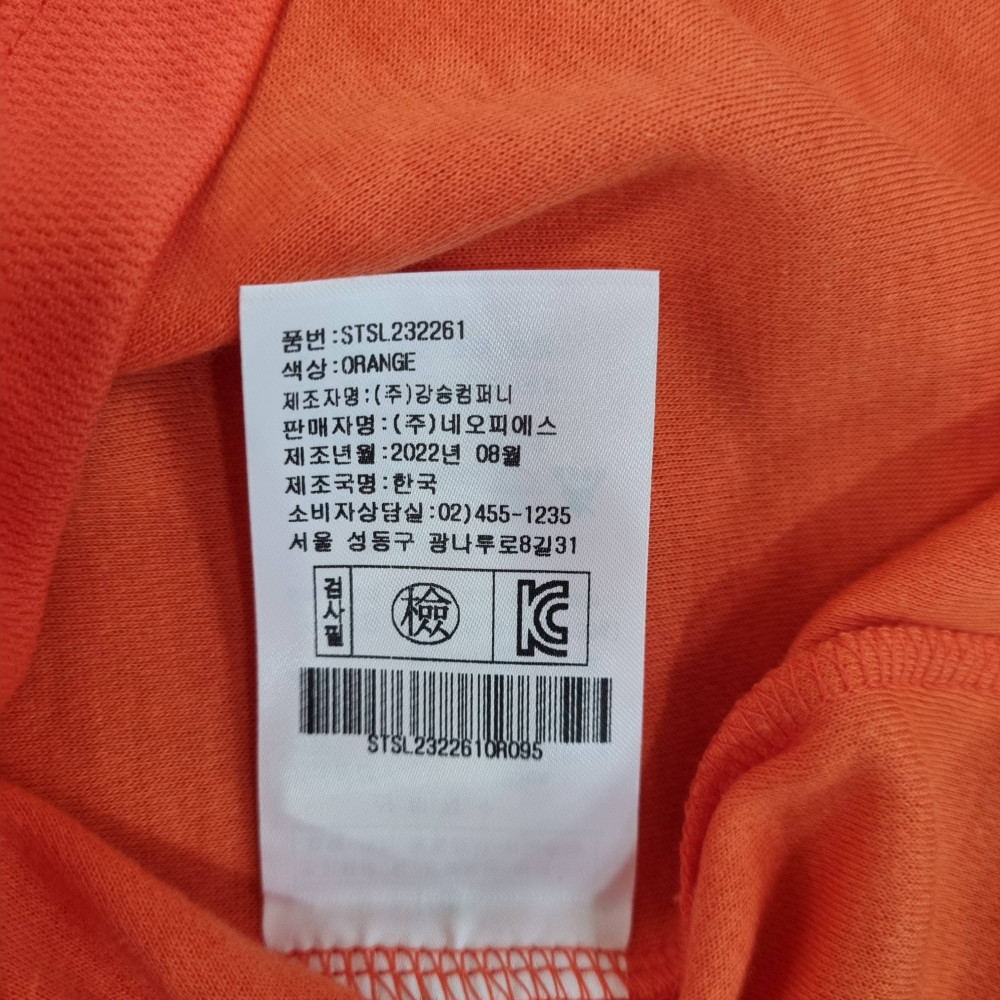 품번:STSL232261
색상:ORANGE
제조자명:(주)강승컴퍼니
판매자명:(주)네오피에스
제조년월:2022년 08월
제조국명:한국
소비자상담실:02)455-1235
서울 성동구 광나루로8길31
검사필 檢 KC
STSL232261OR095